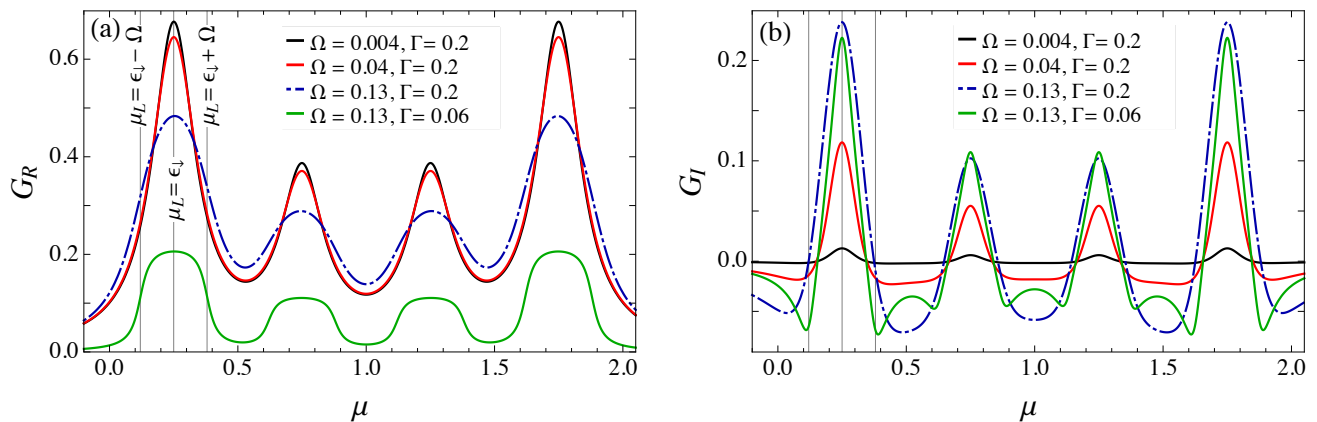 (a)
Ω = 0.004, Γ= 0.2
Ω = 0.04, Γ= 0.2
Ω = 0.13, Γ= 0.2
Ω = 0.13, Γ= 0.06
μL = ϵ↓ − Ω
μL = ϵ↓
μL = ϵ↓ + Ω
GR
0.6
0.4
0.2
0.0
0.0 0.5 1.0 1.5 2.0
μ
(b)
Ω = 0.004, Γ= 0.2
Ω = 0.04, Γ= 0.2
Ω = 0.13, Γ= 0.2
Ω = 0.13, Γ= 0.06
GI
0.2
0.1
0.0
0.0 0.5 1.0 1.5 2.0
μ